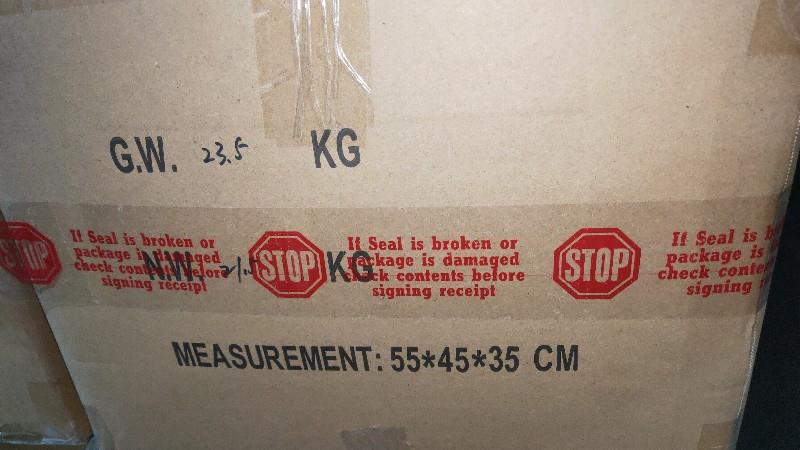 G.W. 23.5 KG
STOP If Seal is broken or STOP If Seal is broken or STOP If Seal is b
package is damaged package is damaged package is
check contents before check contents before check conte
signing receipt signing receipt signing
N.W. 21.5 KG
MEASUREMENT: 55*45*35 CM